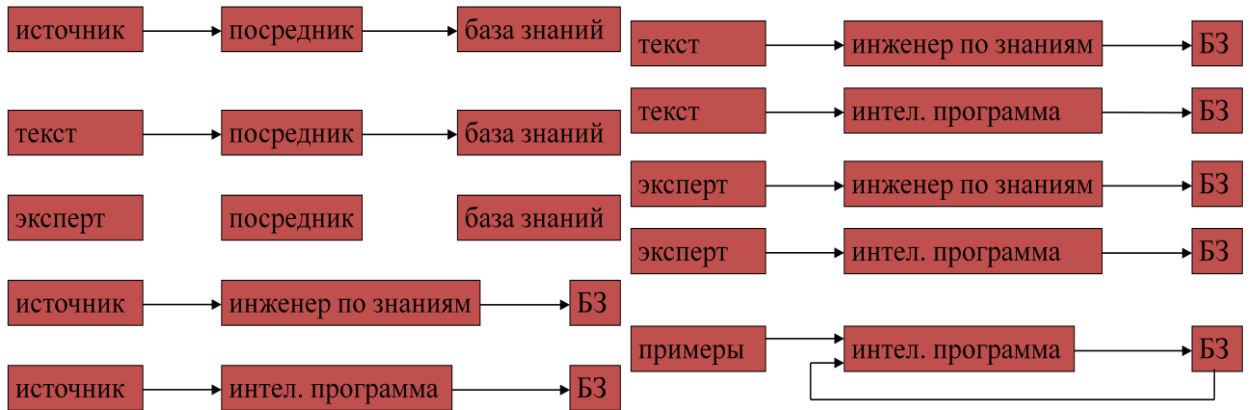 источник посредник база знаний
текст посредник база знаний
эксперт посредник база знаний
источник инженер по знаниям БЗ
источник интел. программа БЗ
текст инженер по знаниям БЗ
текст интел. программа БЗ
эксперт инженер по знаниям БЗ
эксперт интел. программа БЗ
примеры интел. программа БЗ